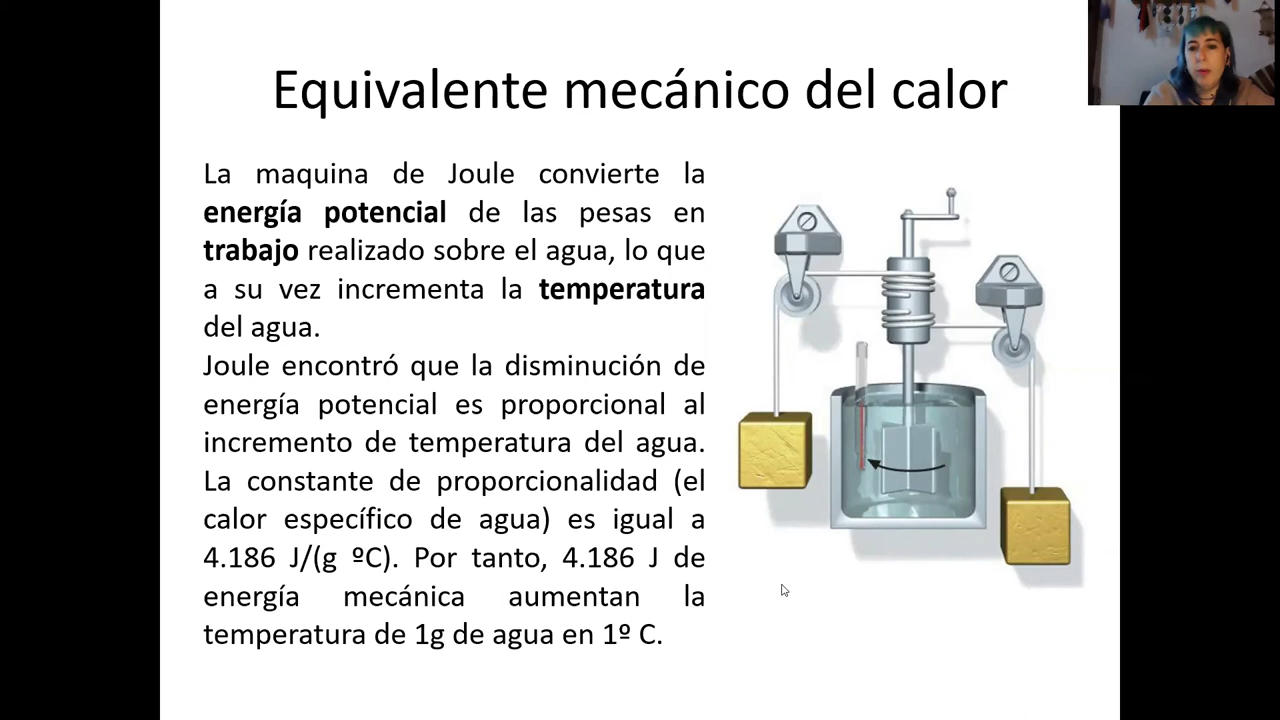 Equivalente mecánico del calor
La maquina de Joule convierte la
energía potencial de las pesas en
trabajo realizado sobre el agua, lo que
a su vez incrementa la temperatura
del agua.
Joule encontró que la disminución de
energía potencial es proporcional al
incremento de temperatura del agua.
La constante de proporcionalidad (el
calor específico de agua) es igual a
4.186 J/(g ºC). Por tanto, 4.186 J de
energía mecánica aumentan la
temperatura de 1g de agua en 1º C.